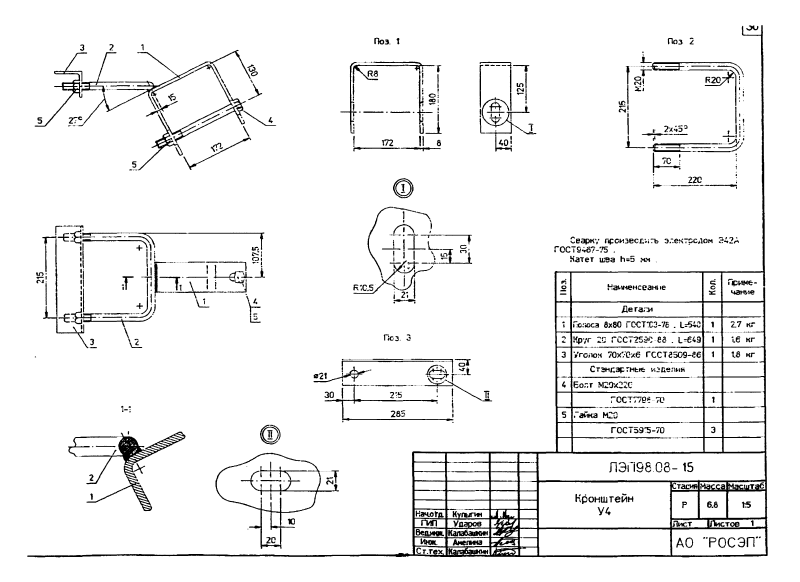 30
3
2
1
130
15
5
4
5
172
Поз. 1
R8
180
172
8
125
I
40
Поз. 2
M20
R20
215
2x45°
70
220
I
30
15
R10,5
21
215
107,5
1
4
5
3
2
Поз. 3
ø21
40
II
30
215
285
1-1
2
1
II
21
10
20
Сварку производить электродом Э42А
ГОСТ9467-75 .
Катет шва h=5 мм .
Поз. Наименование Кол. Приме-чание
Детали
1 Полоса 8x80 ГОСТ103-76 , L=540 1 2,7 кг
2 Круг 20 ГОСТ2590-88 , L=649 1 1,6 кг
3 Уголок 70x70x6 ГОСТ8509-86 1 1,8 кг
Стандартные изделия
4 Болт М20x220
ГОСТ7798-70 1
5 Гайка М20
ГОСТ5915-70 3
ЛЭП98.08- 15
Кронштейн
У4
Стадия Масса Масштаб
Р 6.8 1:5
Лист Листов 1
АО "РОСЭП"
Нач.отд. Кулыгин
ГИП Ударов
Вед.инж. Калабашкин
Инж. Анелина
Ст.тех. Калабашкин